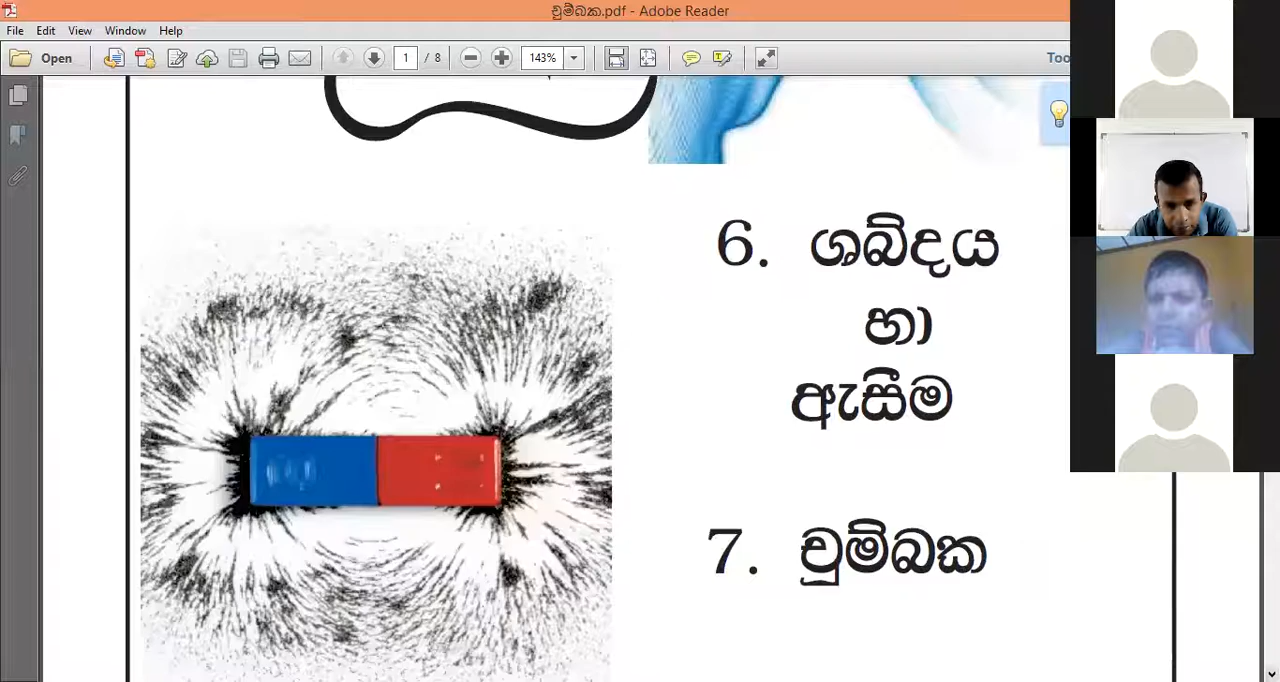 චුම්බක.pdf - Adobe Reader
File Edit View Window Help
Open 1 / 8 143% Too
6. ශබ්දය
හා
ඇසීම
7. චුම්බක